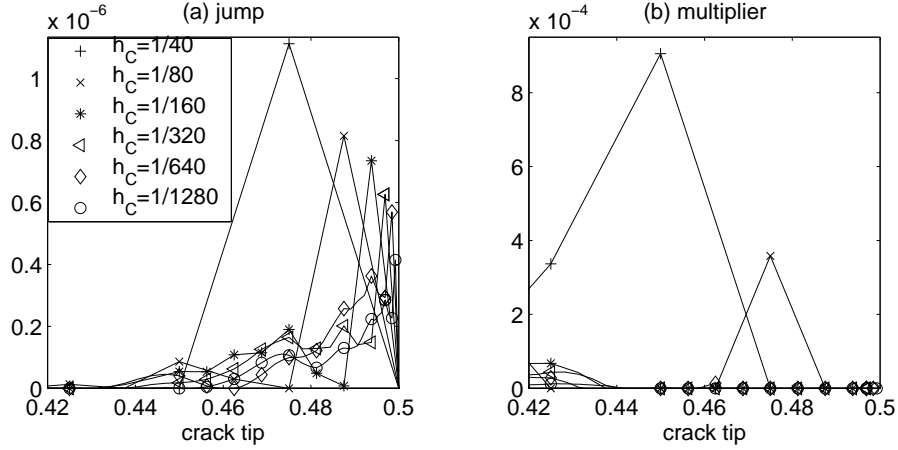 (a) jump
x 10⁻⁶
1
0.8
0.6
0.4
0.2
0
h_C=1/40
h_C=1/80
h_C=1/160
h_C=1/320
h_C=1/640
h_C=1/1280
0.42 0.44 0.46 0.48 0.5
crack tip
(b) multiplier
x 10⁻⁴
8
6
4
2
0
0.42 0.44 0.46 0.48 0.5
crack tip